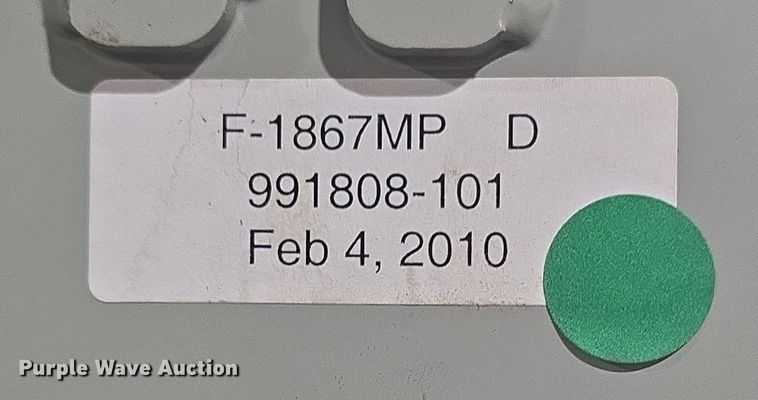 F-1867MP D
991808-101
Feb 4, 2010
Purple Wave Auction